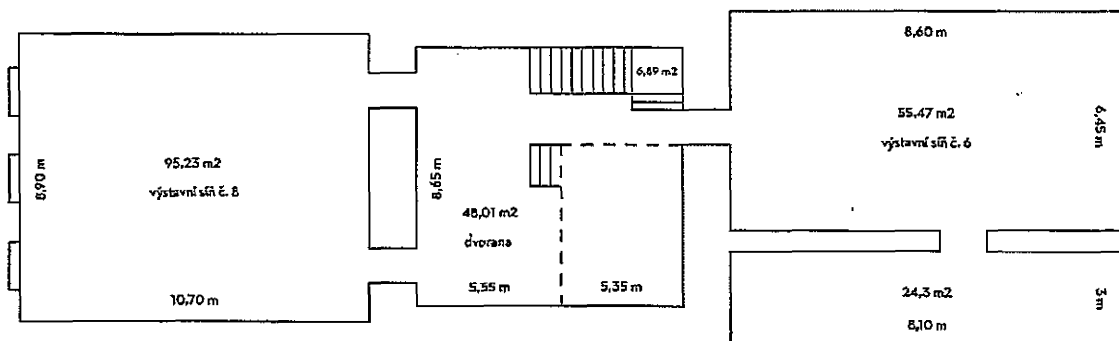 8,90 m
95,23 m2
výstavní síň č. 8
10,70 m
8,65 m
6,89 m2
48,01 m2
dvorana
5,55 m
5,35 m
8,60 m
55,47 m2
výstavní síň č. 6
6,45 m
24,3 m2
8,10 m
3 m